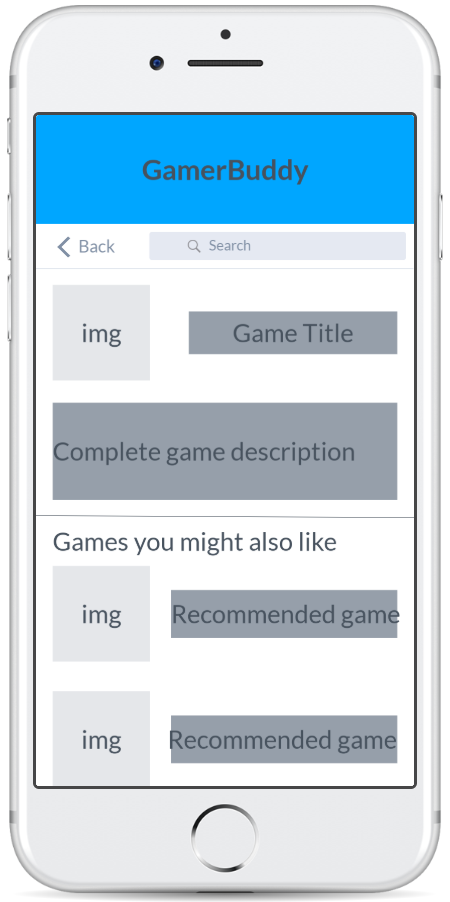 GamerBuddy
Back
Search
img
Game Title
Complete game description
Games you might also like
img
Recommended game
img
Recommended game